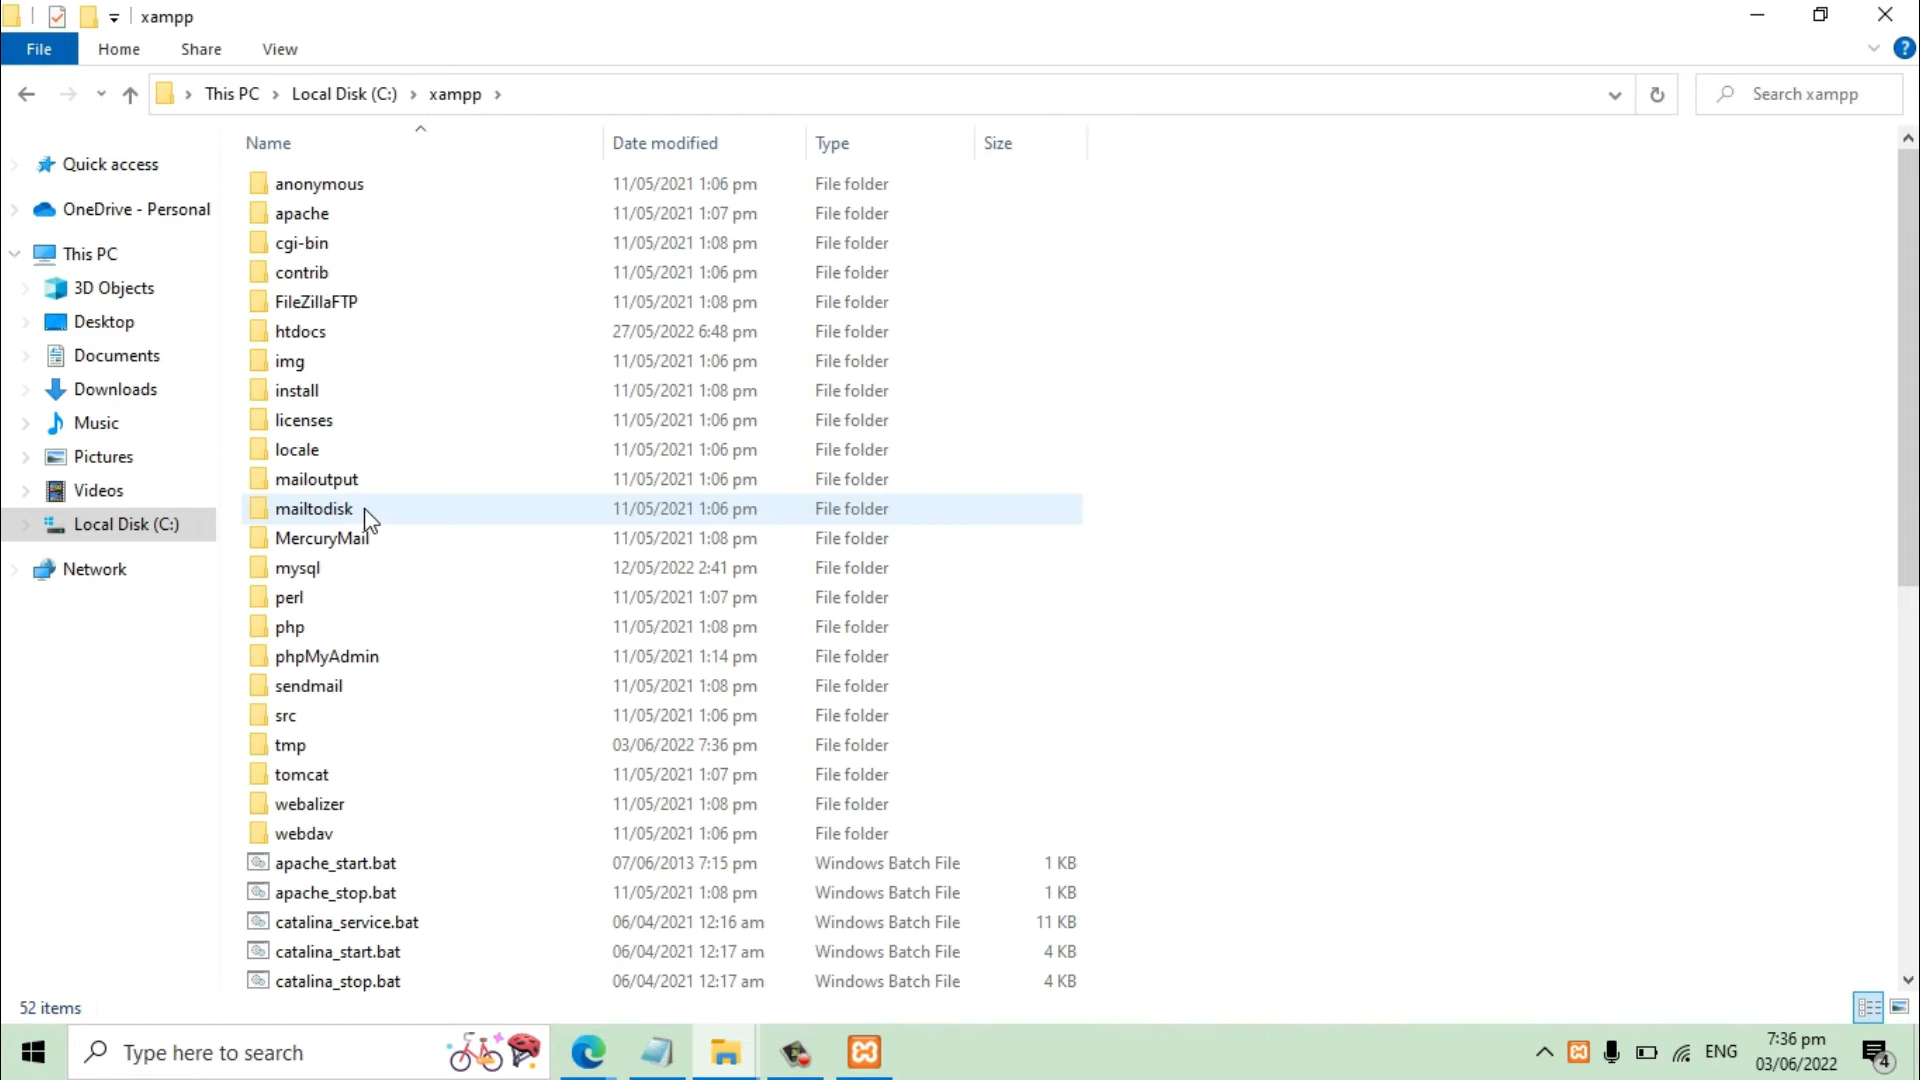 xampp
File Home Share View
This PC Local Disk (C:) xampp Search xampp
Name Date modified Type Size
Quick access
OneDrive - Personal
This PC
3D Objects
Desktop
Documents
Downloads
Music
Pictures
Videos
Local Disk (C:)
Network
anonymous 11/05/2021 1:06 pm File folder
apache 11/05/2021 1:07 pm File folder
cgi-bin 11/05/2021 1:08 pm File folder
contrib 11/05/2021 1:06 pm File folder
FileZillaFTP 11/05/2021 1:08 pm File folder
htdocs 27/05/2022 6:48 pm File folder
img 11/05/2021 1:06 pm File folder
install 11/05/2021 1:08 pm File folder
licenses 11/05/2021 1:06 pm File folder
locale 11/05/2021 1:06 pm File folder
mailoutput 11/05/2021 1:06 pm File folder
mailtodisk 11/05/2021 1:06 pm File folder
MercuryMail 11/05/2021 1:08 pm File folder
mysql 12/05/2022 2:41 pm File folder
perl 11/05/2021 1:07 pm File folder
php 11/05/2021 1:08 pm File folder
phpMyAdmin 11/05/2021 1:14 pm File folder
sendmail 11/05/2021 1:08 pm File folder
src 11/05/2021 1:06 pm File folder
tmp 03/06/2022 7:36 pm File folder
tomcat 11/05/2021 1:07 pm File folder
webalizer 11/05/2021 1:08 pm File folder
webdav 11/05/2021 1:06 pm File folder
apache_start.bat 07/06/2013 7:15 pm Windows Batch File 1 KB
apache_stop.bat 11/05/2021 1:08 pm Windows Batch File 1 KB
catalina_service.bat 06/04/2021 12:16 am Windows Batch File 11 KB
catalina_start.bat 06/04/2021 12:17 am Windows Batch File 4 KB
catalina_stop.bat 06/04/2021 12:17 am Windows Batch File 4 KB
52 items
Type here to search
ENG
7:36 pm
03/06/2022
4